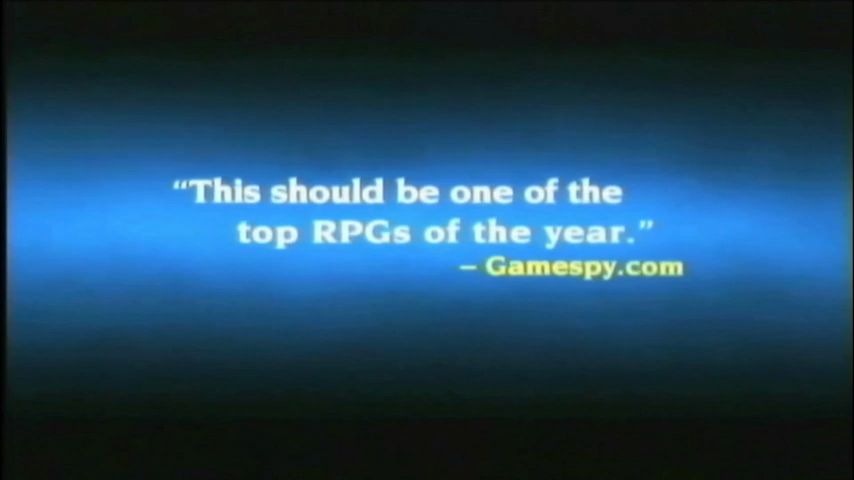 “This should be one of the
top RPGs of the year.”
– Gamespy.com